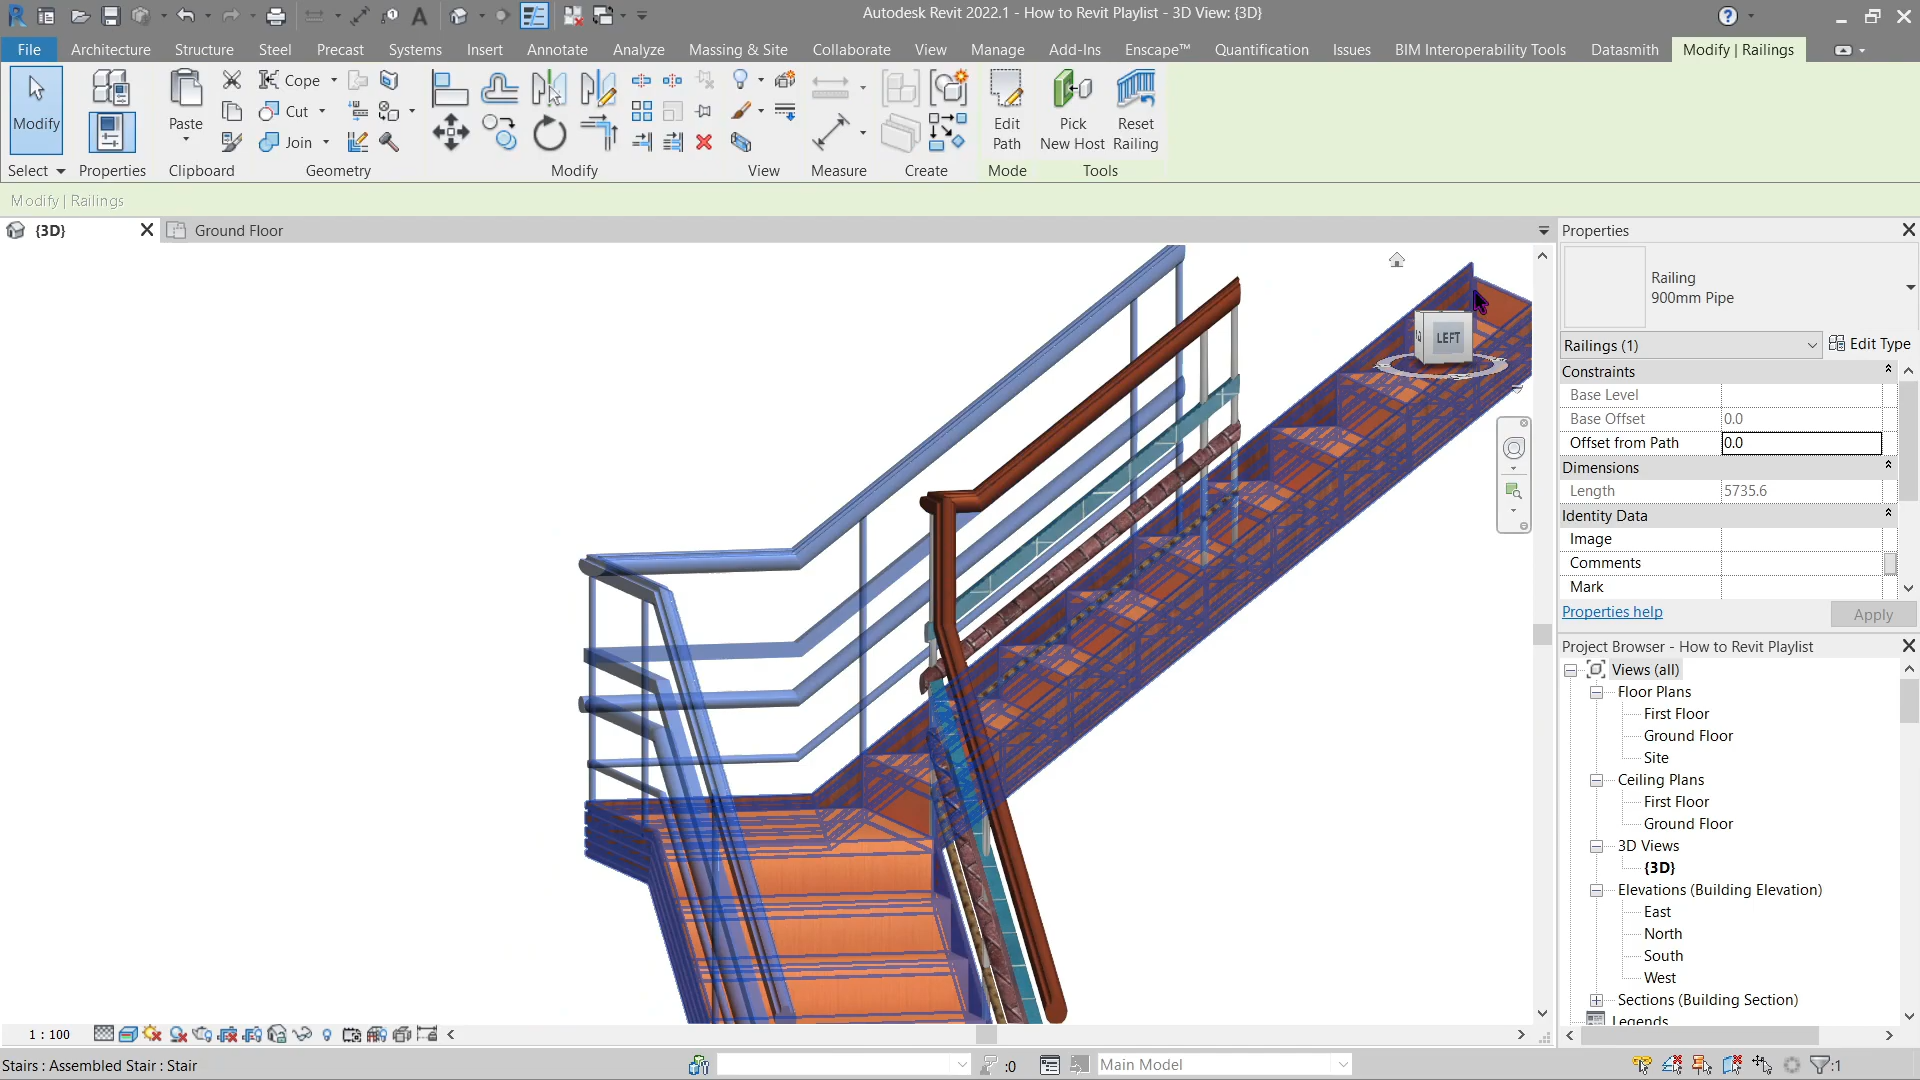 Autodesk Revit 2022.1 - How to Revit Playlist - 3D View: {3D}
File Architecture Structure Steel Precast Systems Insert Annotate Analyze Massing & Site Collaborate View Manage Add-Ins Enscape™ Quantification Issues BIM Interoperability Tools Datasmith Modify | Railings
Modify
Paste
Cope
Cut
Join
Edit Path
Pick New Host
Reset Railing
Select Properties Clipboard Geometry Modify View Measure Create Mode Tools
Modify | Railings
{3D} Ground Floor
LEFT
Properties
Railing
900mm Pipe
Railings (1) Edit Type
Constraints
Base Level
Base Offset 0.0
Offset from Path 0.0
Dimensions
Length 5735.6
Identity Data
Image
Comments
Mark
Properties help Apply
Project Browser - How to Revit Playlist
Views (all)
Floor Plans
First Floor
Ground Floor
Site
Ceiling Plans
First Floor
Ground Floor
3D Views
{3D}
Elevations (Building Elevation)
East
North
South
West
Sections (Building Section)
Legends
1 : 100
Stairs : Assembled Stair : Stair :0 Main Model :1